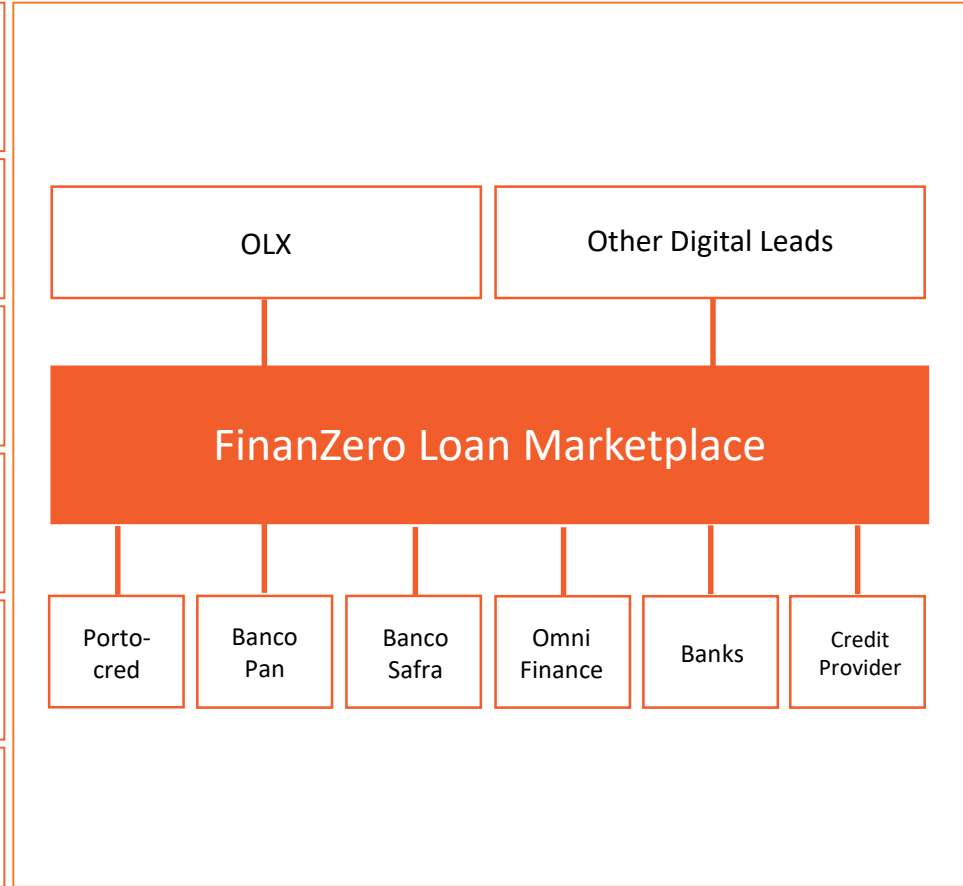 OLX
Other Digital Leads
FinanZero Loan Marketplace
Porto-
cred
Banco
Pan
Banco
Safra
Omni
Finance
Banks
Credit
Provider